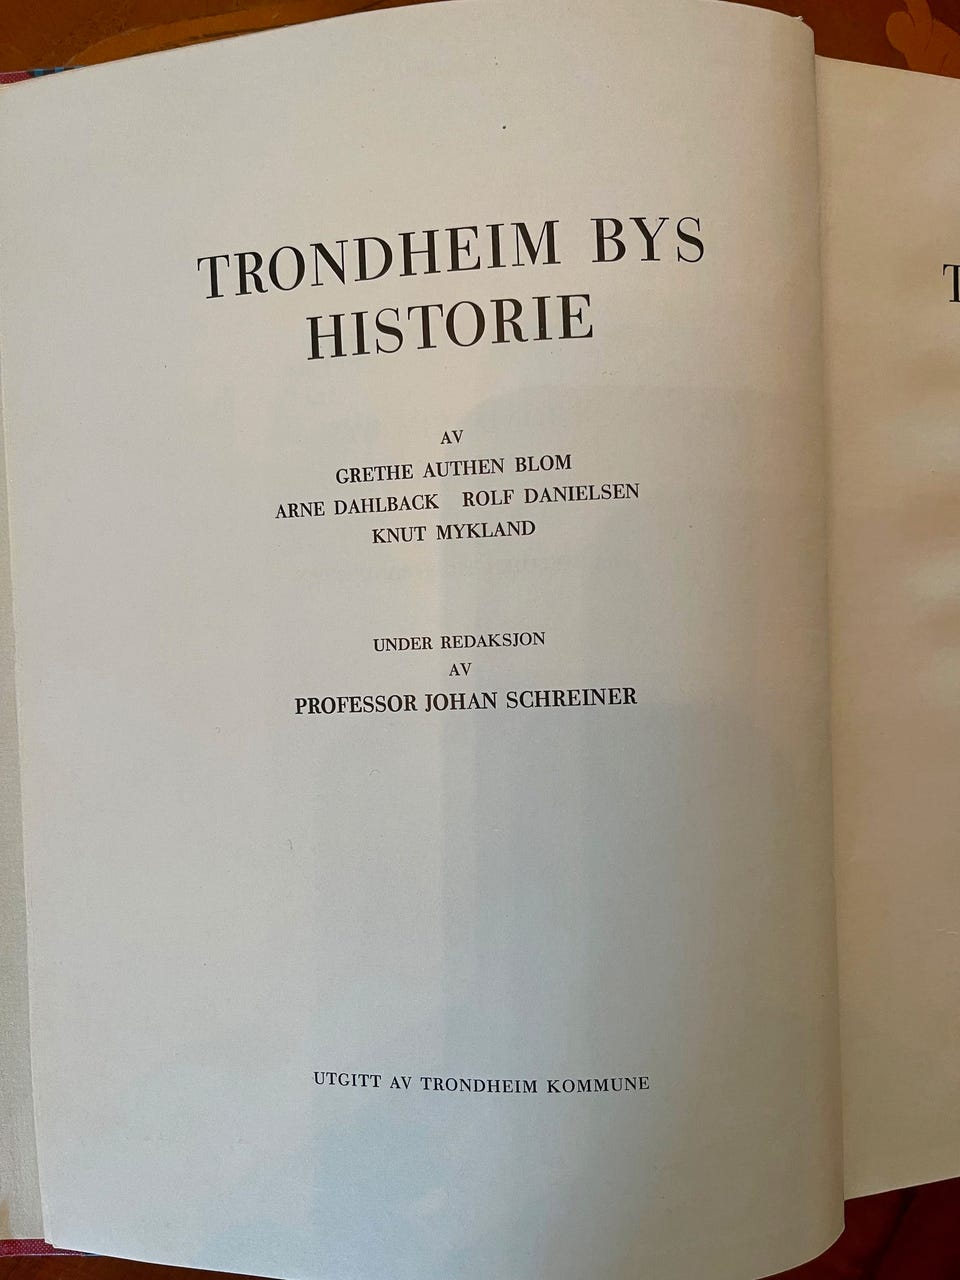 TRONDHEIM BYS
HISTORIE
AV
GRETHE AUTHEN BLOM
ARNE DAHLBACK ROLF DANIELSEN
KNUT MYKLAND
UNDER REDAKSJON
AV
PROFESSOR JOHAN SCHREINER
UTGITT AV TRONDHEIM KOMMUNE